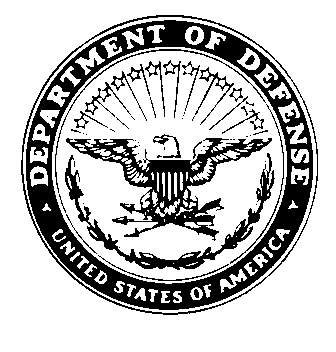 DEPARTMENT OF DEFENSE
UNITED STATES OF AMERICA